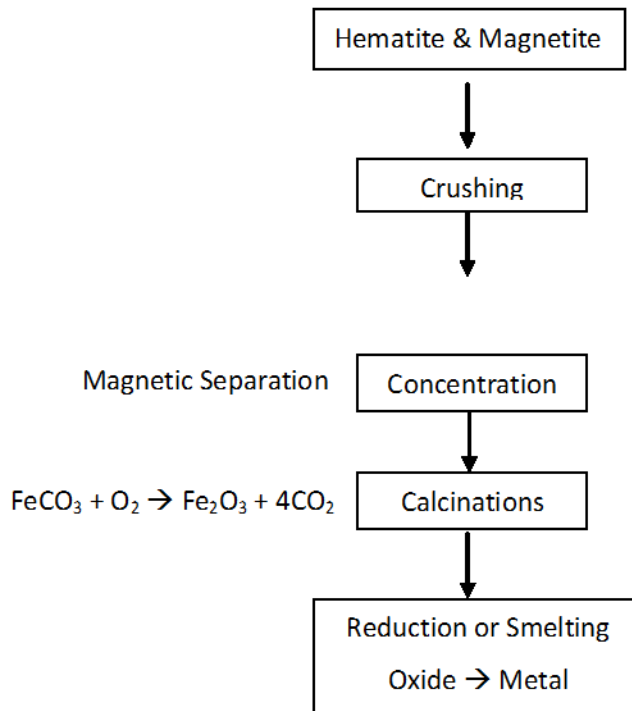 Hematite & Magnetite
Crushing
Magnetic Separation
Concentration
FeCO₃ + O₂ → Fe₂O₃ + 4CO₂
Calcinations
Reduction or Smelting
Oxide → Metal